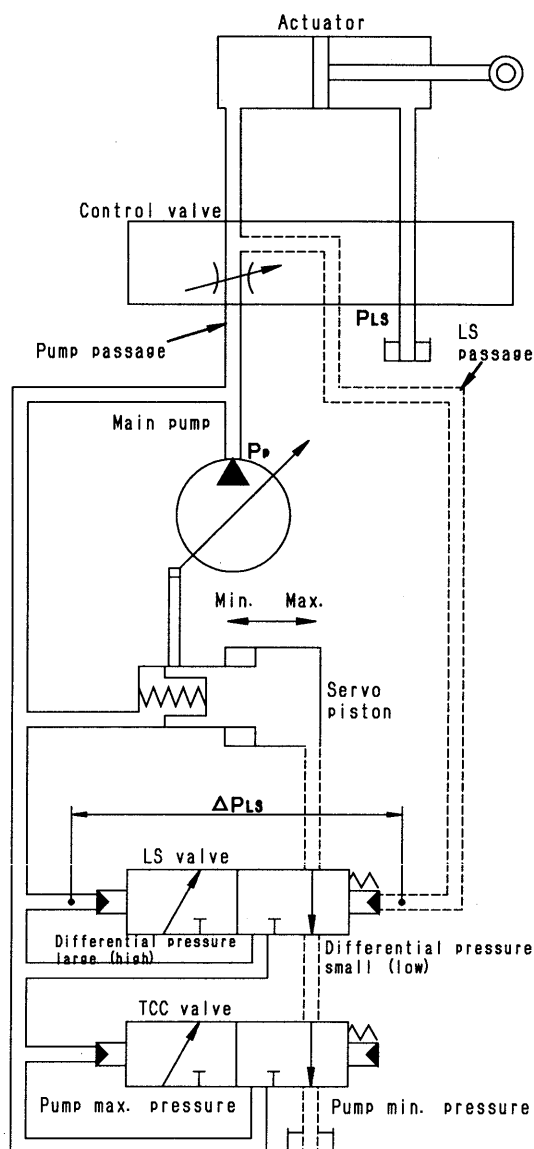 Actuator
Control valve
PLS
LS
passage
Pump passage
Main pump
PP
Min. Max.
Servo
piston
ΔPLS
LS valve
Differential pressure
large (high)
Differential pressure
small (low)
TCC valve
Pump max. pressure
Pump min. pressure